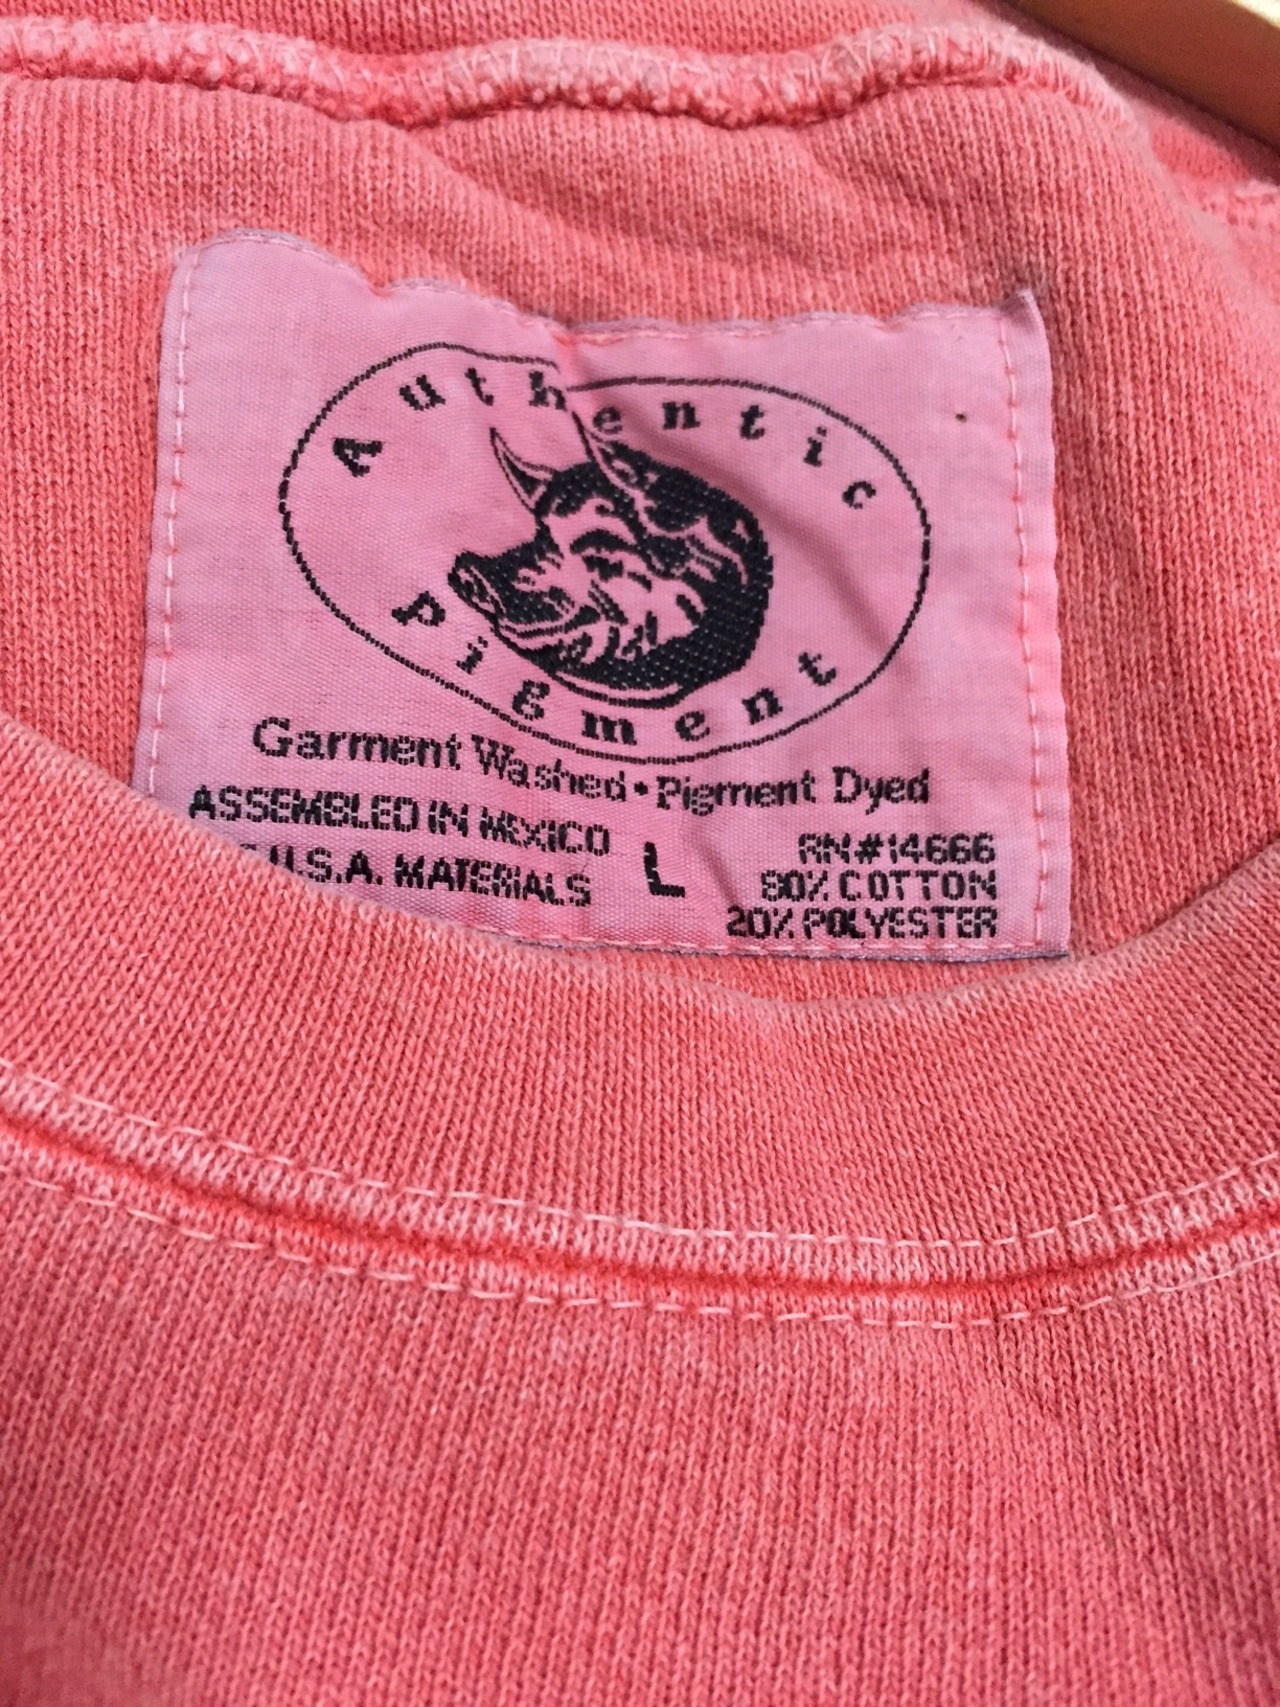 Authentic
Pigment
Garment Washed • Pigment Dyed
ASSEMBLED IN MEXICO
U.S.A. MATERIALS
L
RN#14666
80% COTTON
20% POLYESTER